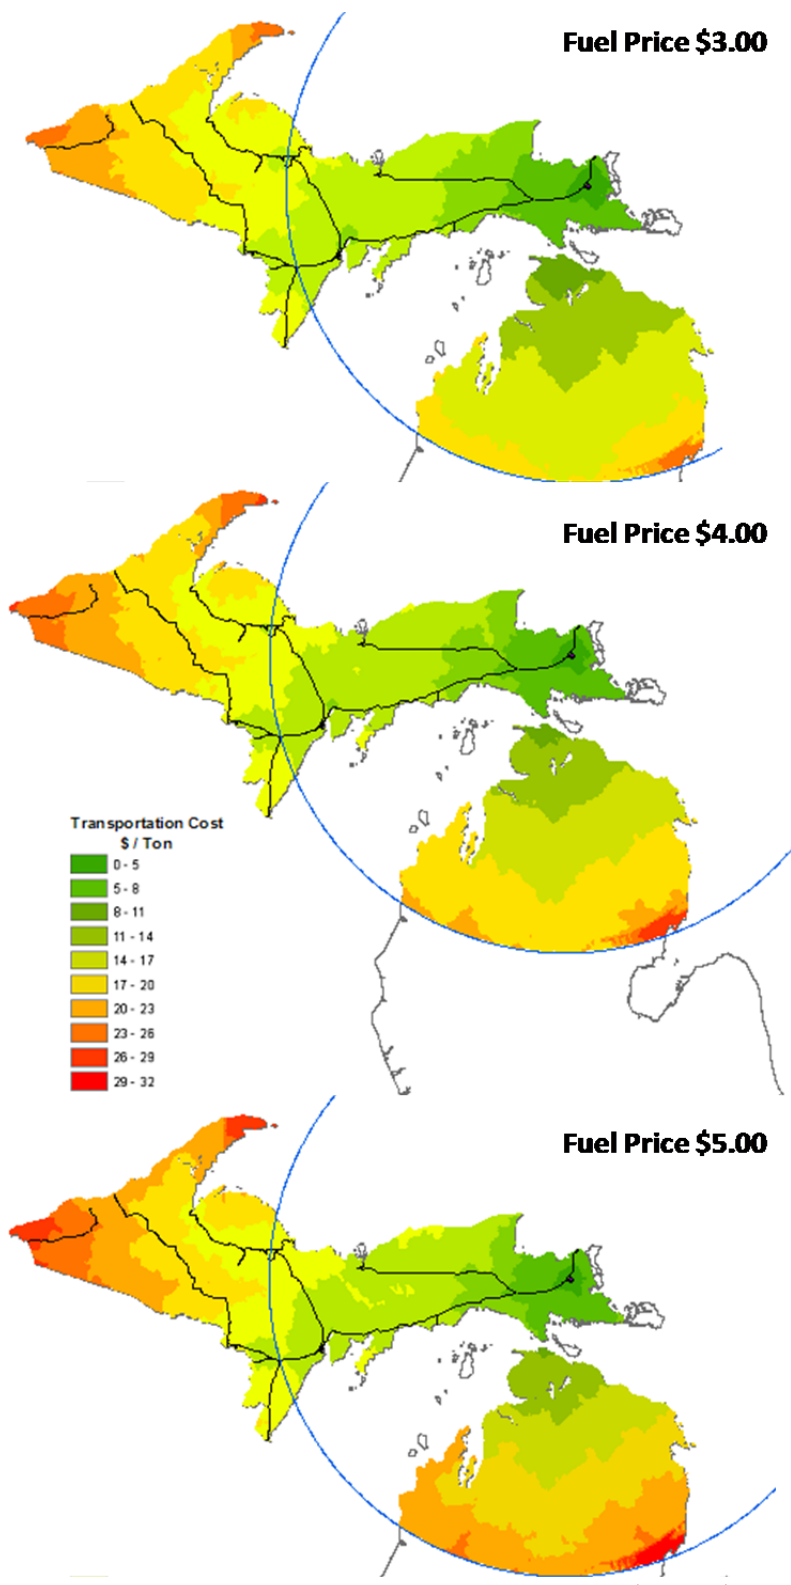 Fuel Price $3.00
Fuel Price $4.00
Transportation Cost
$ / Ton
0 - 5
5 - 8
8 - 11
11 - 14
14 - 17
17 - 20
20 - 23
23 - 26
26 - 29
29 - 32
Fuel Price $5.00